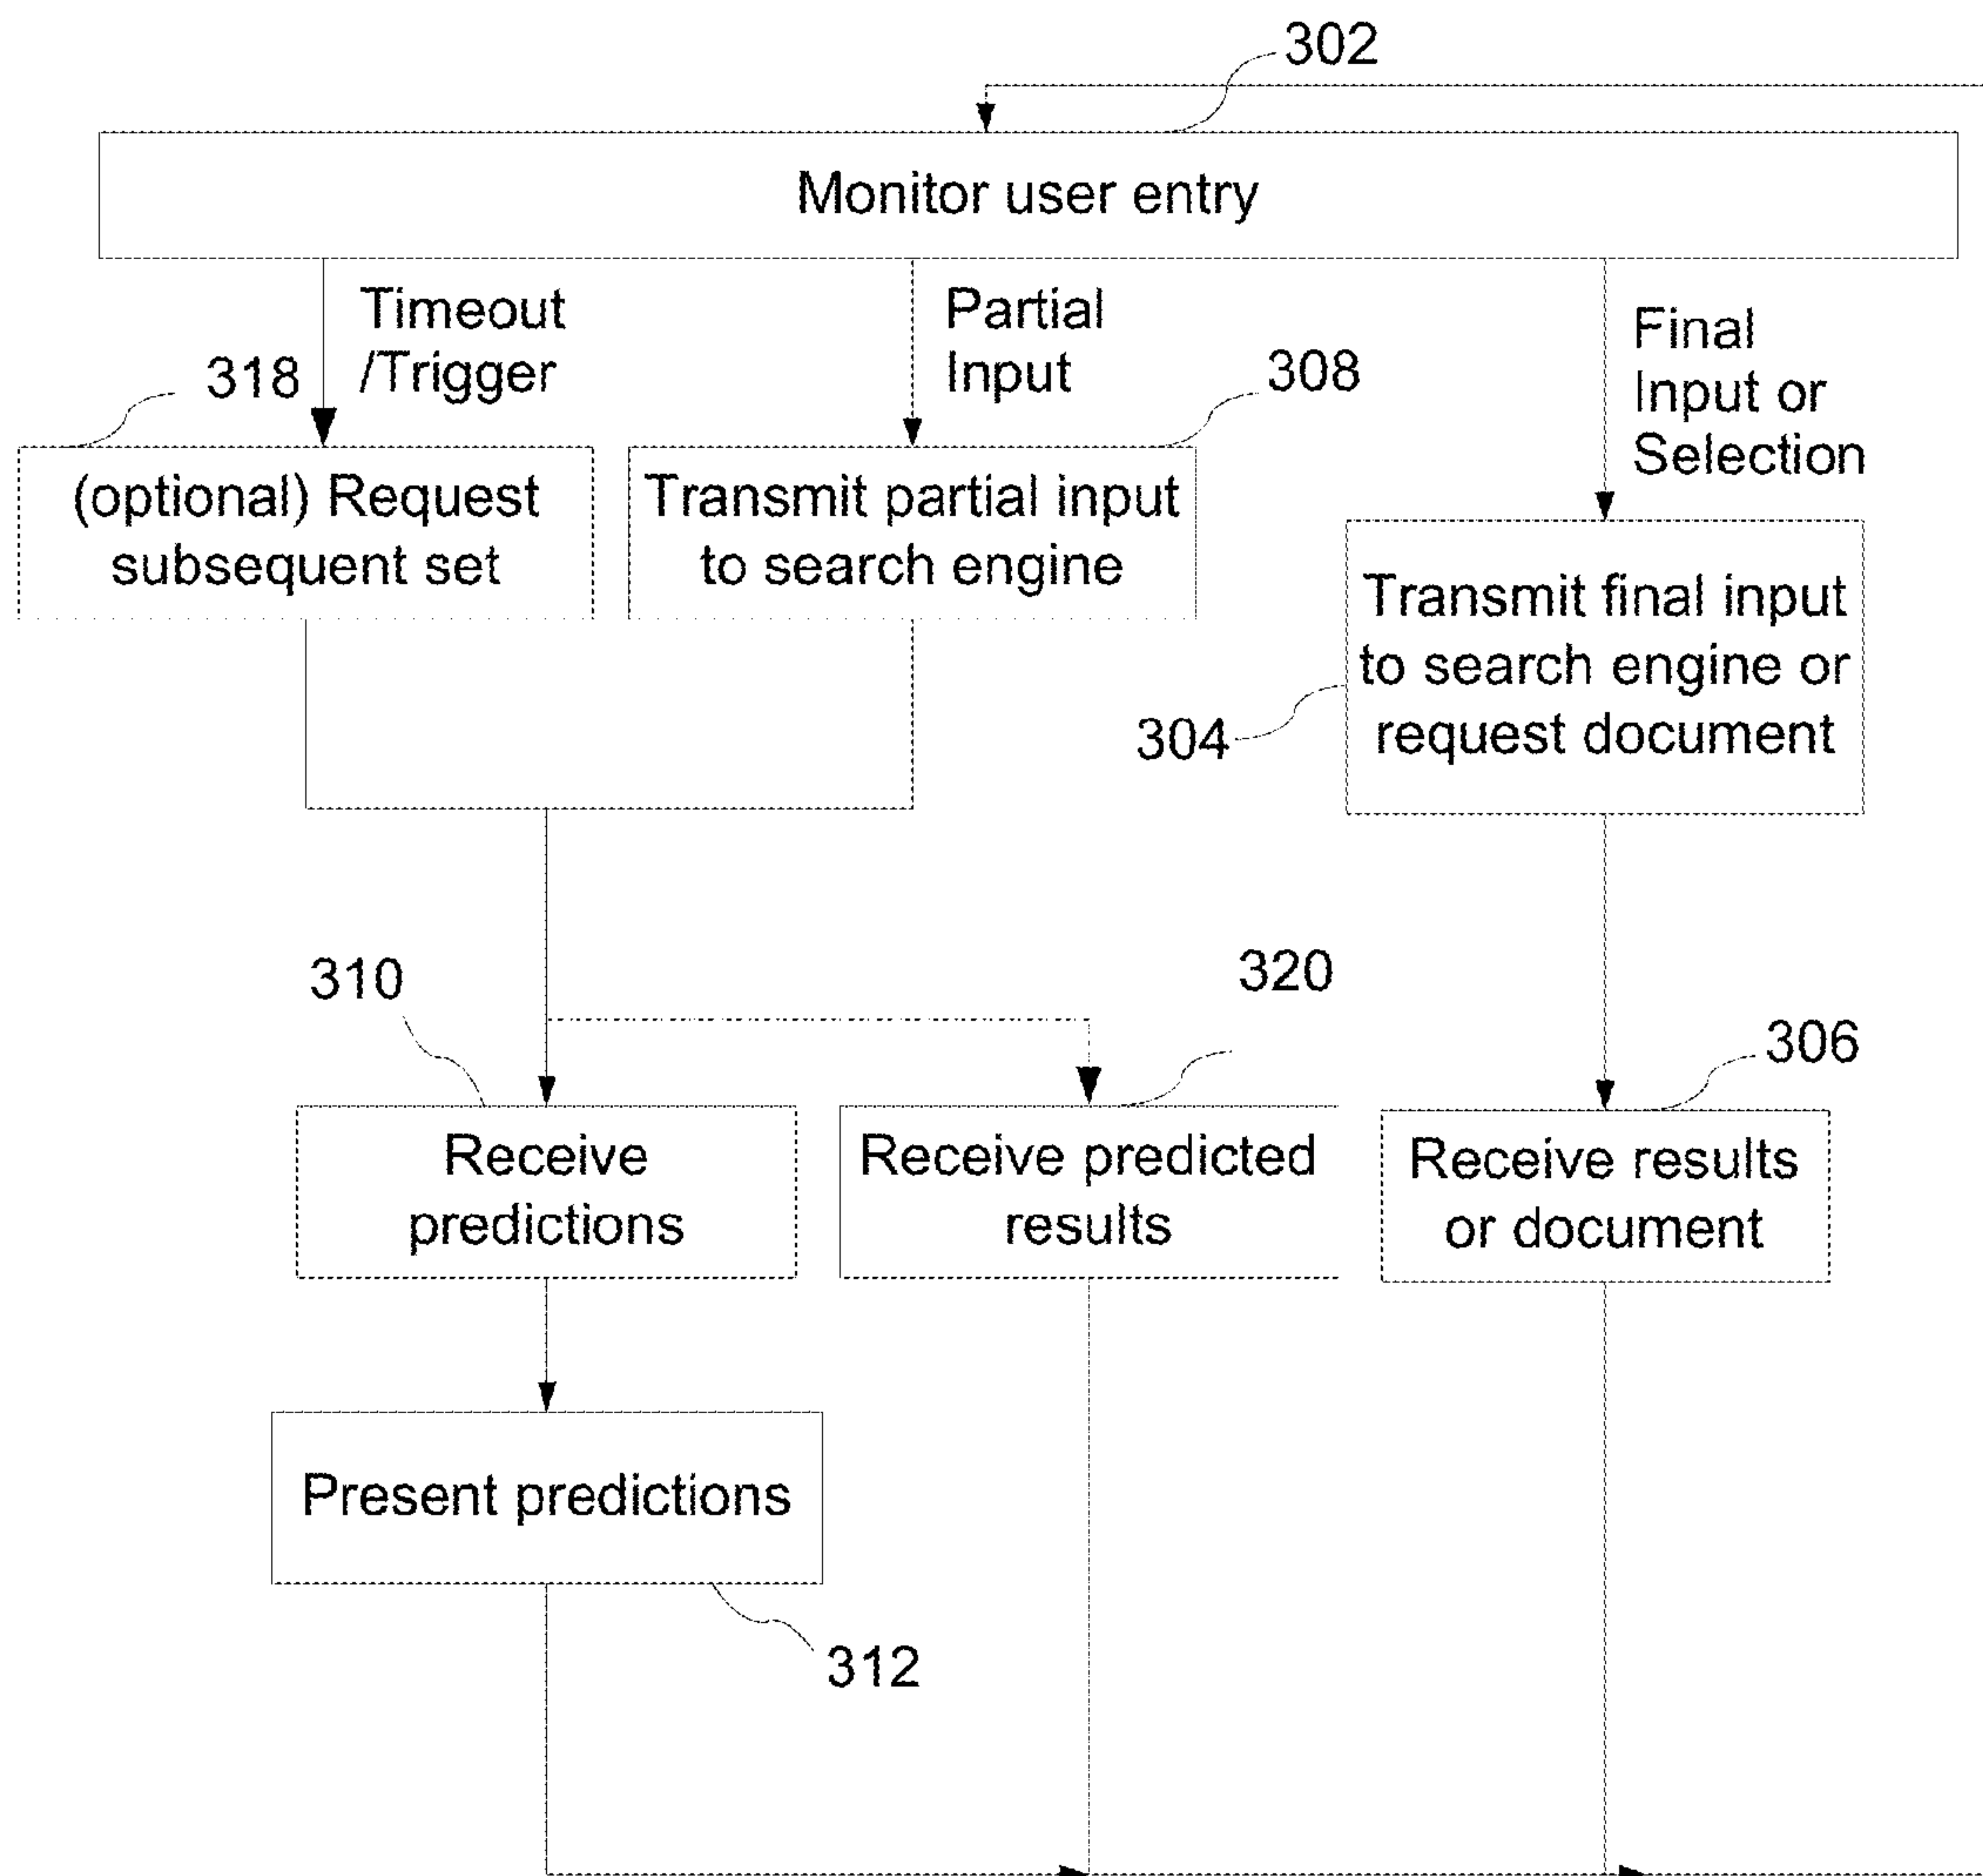 302
Monitor user entry
Timeout
/Trigger
Partial
Input
Final
Input or
Selection
318
308
(optional) Request
subsequent set
Transmit partial input
to search engine
304
Transmit final input
to search engine or
request document
310
320
306
Receive
predictions
Receive predicted
results
Receive results
or document
Present predictions
312